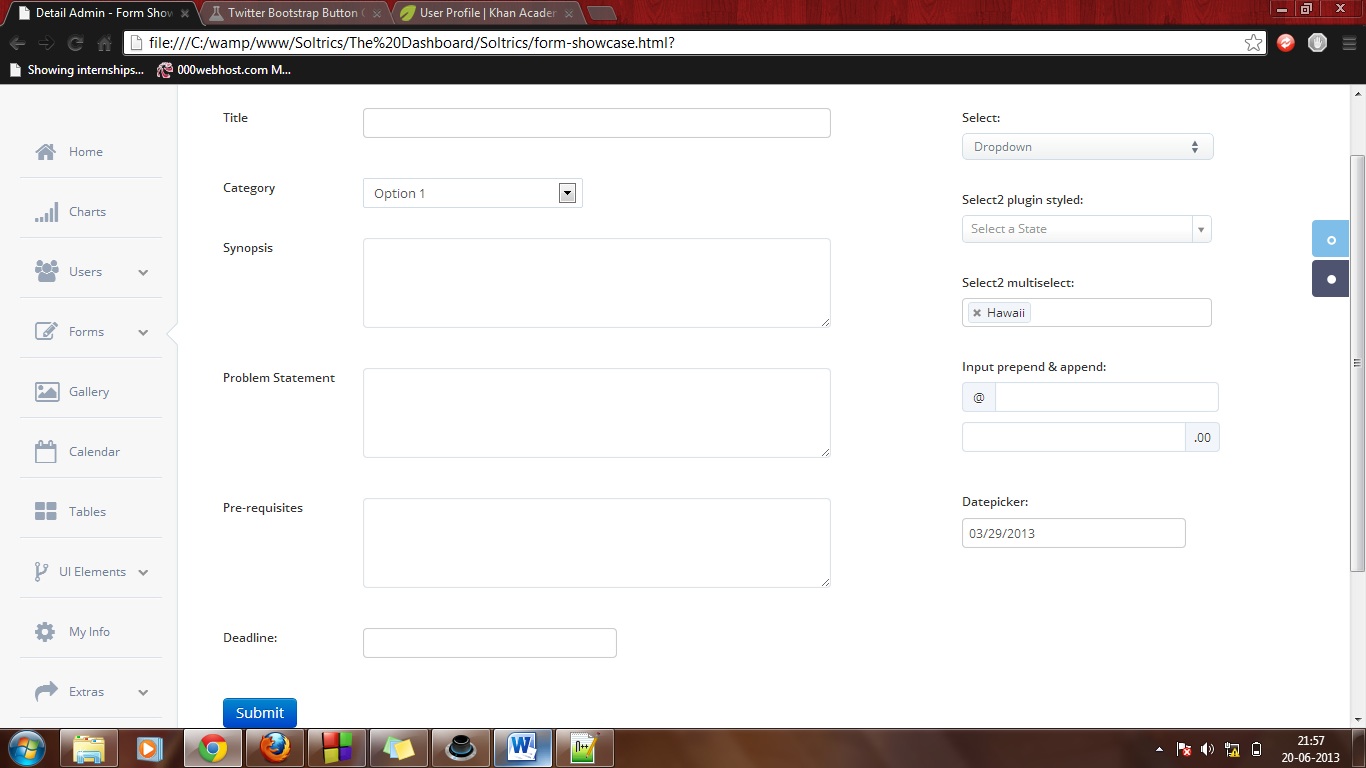 Detail Admin - Form Show
Twitter Bootstrap Button
User Profile | Khan Acader
file:///C:/wamp/www/Soltrics/The%20Dashboard/Soltrics/form-showcase.html?
Showing internships...
000webhost.com M...
Home
Charts
Users
Forms
Gallery
Calendar
Tables
UI Elements
My Info
Extras
Title
Category
Option 1
Synopsis
Problem Statement
Pre-requisites
Deadline:
Submit
Select:
Dropdown
Select2 plugin styled:
Select a State
Select2 multiselect:
Hawaii
Input prepend & append:
@
.00
Datepicker:
03/29/2013
21:57
20-06-2013